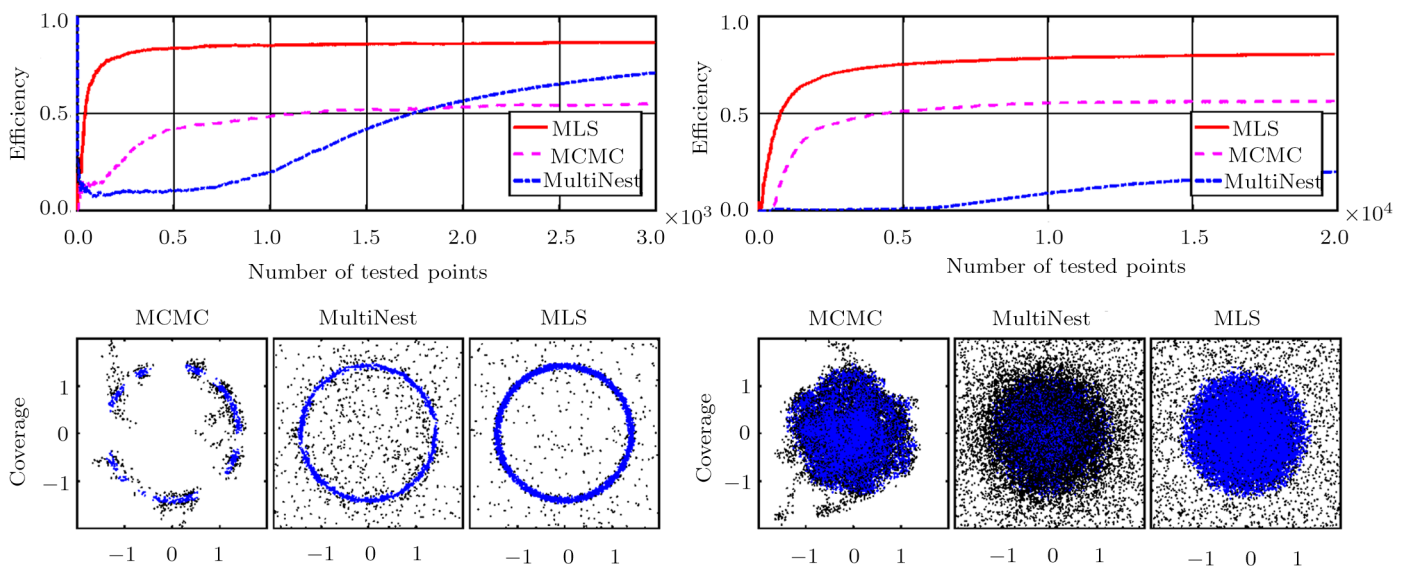 1.0
0.5
0.0
Efficiency
MLS
MCMC
MultiNest
×10³
0.0 0.5 1.0 1.5 2.0 2.5 3.0
Number of tested points
1.0
0.5
0.0
Efficiency
MLS
MCMC
MultiNest
×10⁴
0.0 0.5 1.0 1.5 2.0
Number of tested points
MCMC MultiNest MLS
Coverage
1
0
−1
−1 0 1 −1 0 1 −1 0 1
MCMC MultiNest MLS
Coverage
1
0
−1
−1 0 1 −1 0 1 −1 0 1